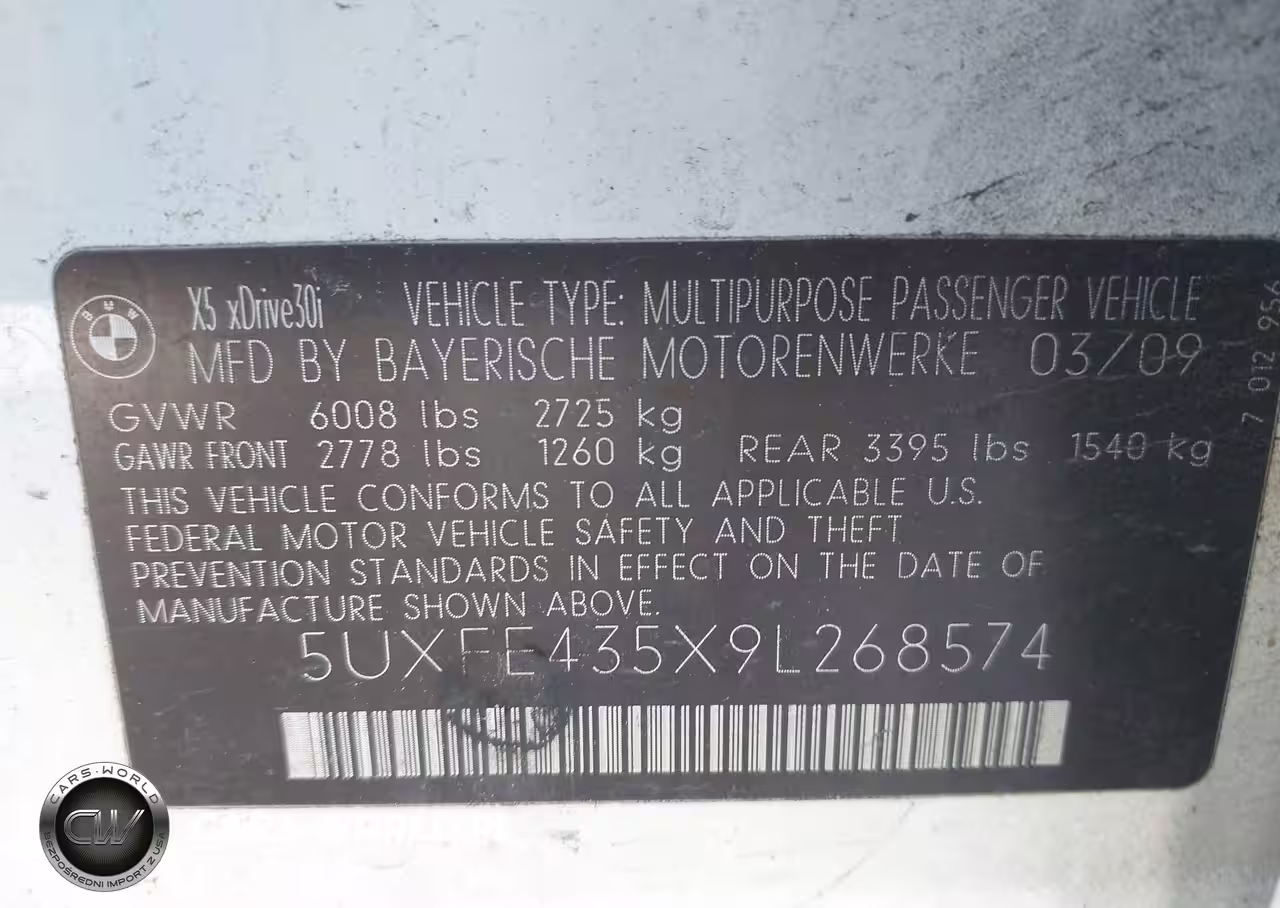 BMW
X5 xDrive30i VEHICLE TYPE: MULTIPURPOSE PASSENGER VEHICLE
MFD BY BAYERISCHE MOTORENWERKE 03/09
GVWR 6008 lbs 2725 kg
GAWR FRONT 2778 lbs 1260 kg REAR 3395 lbs 1540 kg
THIS VEHICLE CONFORMS TO ALL APPLICABLE U.S.
FEDERAL MOTOR VEHICLE SAFETY AND THEFT
PREVENTION STANDARDS IN EFFECT ON THE DATE OF
MANUFACTURE SHOWN ABOVE.
5UXFE435X9L268574
7 072 956
CARS·WORLD
CW
BEZPOŚREDNI IMPORT Z USA